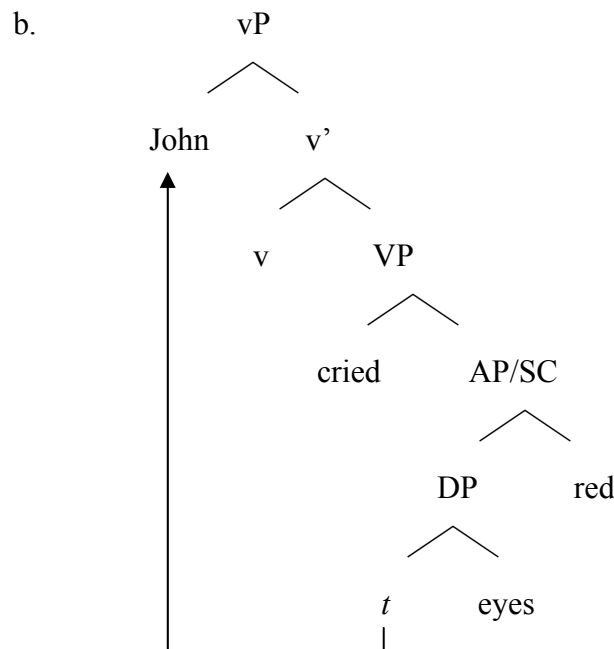 b. vP
John v’
v VP
cried AP/SC
DP red
t eyes